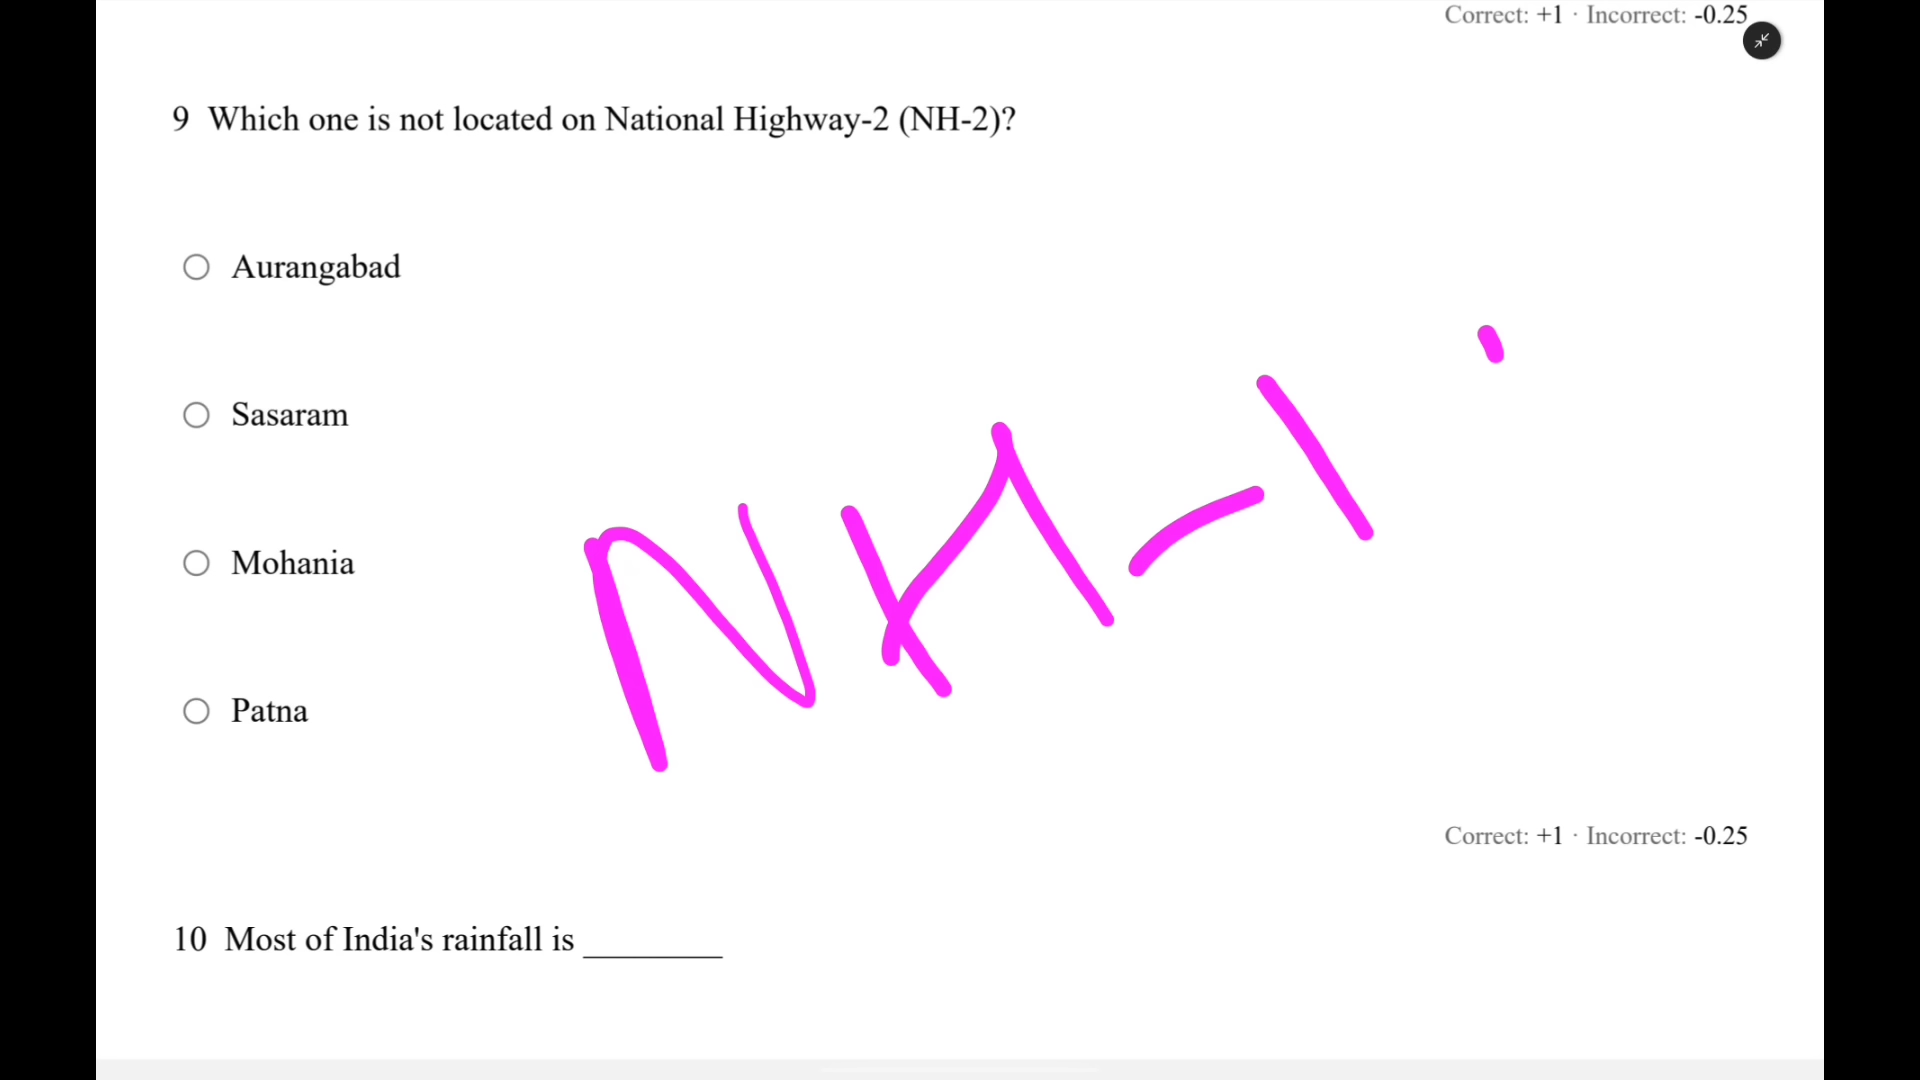 Correct: +1 · Incorrect: -0.25
9 Which one is not located on National Highway-2 (NH-2)?
Aurangabad
Sasaram
Mohania
Patna
NH-1
Correct: +1 · Incorrect: -0.25
10 Most of India's rainfall is ________